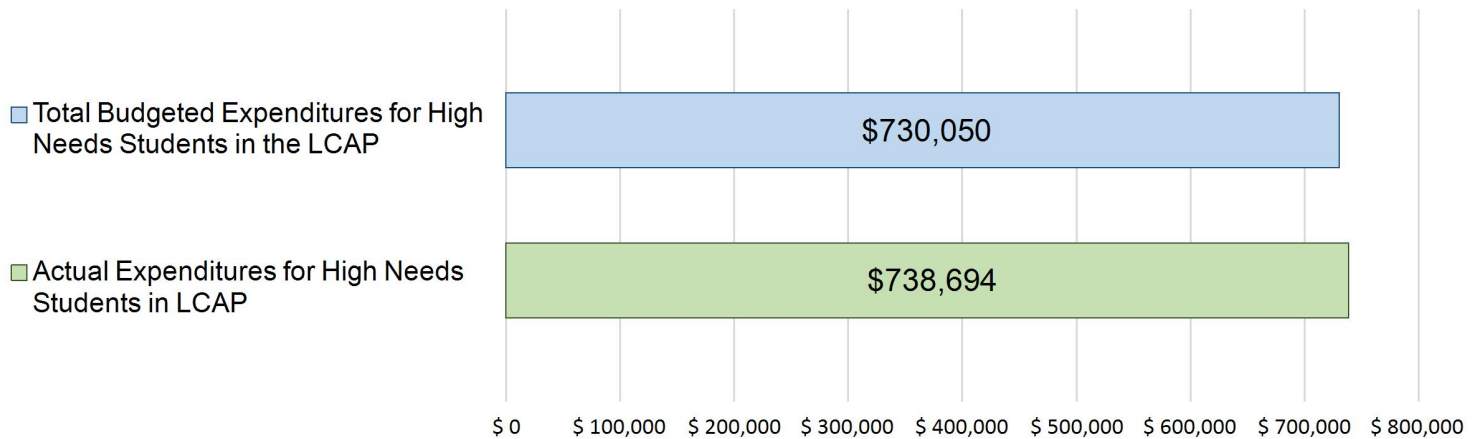 Total Budgeted Expenditures for High
Needs Students in the LCAP
$730,050
Actual Expenditures for High Needs
Students in LCAP
$738,694
$ 0 $ 100,000 $ 200,000 $ 300,000 $ 400,000 $ 500,000 $ 600,000 $ 700,000 $ 800,000